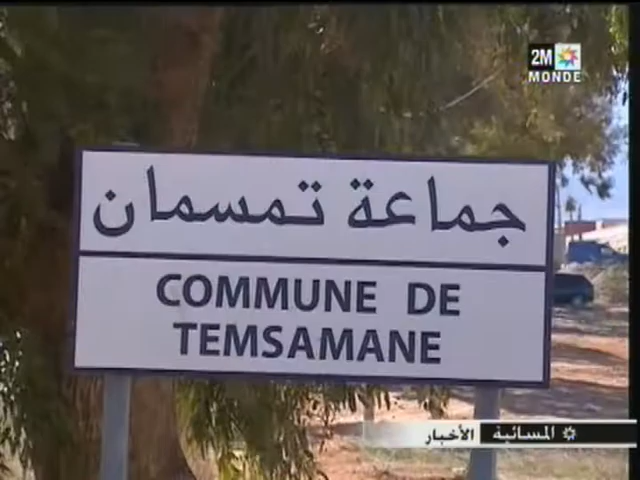 2M
MONDE
جماعة تمسمان
COMMUNE DE
TEMSAMANE
المسائية الأخبار